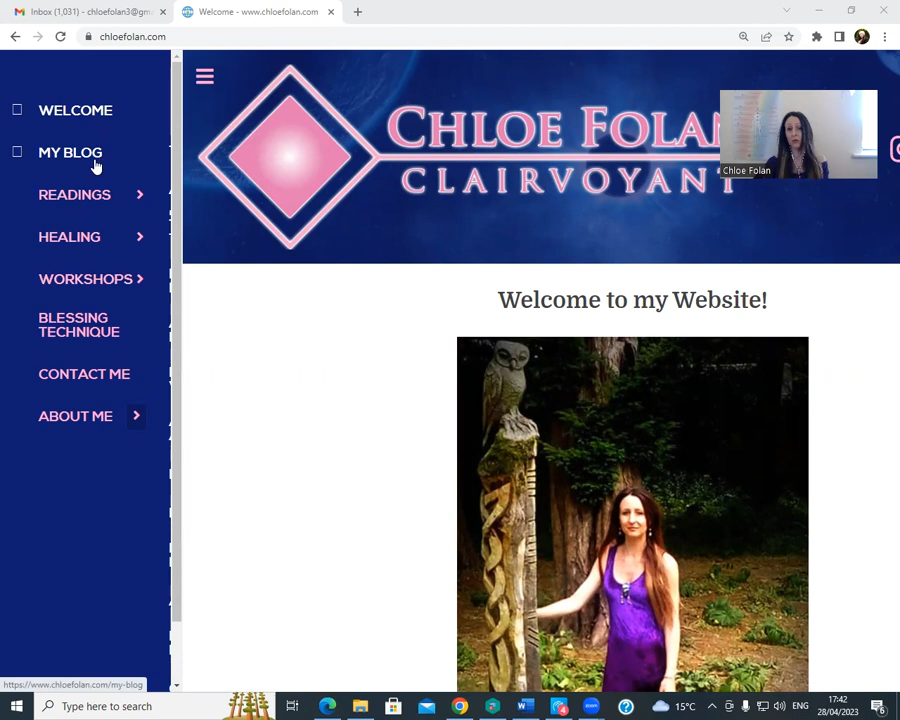 Inbox (1,031) - chloefolan3@gm
Welcome - www.chloefolan.com
chloefolan.com
WELCOME
MY BLOG
READINGS
HEALING
WORKSHOPS
BLESSING
TECHNIQUE
CONTACT ME
ABOUT ME
CHLOE FOLAN
CLAIRVOYANT
Chloe Folan
Welcome to my Website!
https://www.chloefolan.com/my-blog
Type here to search
15°C
ENG
17:42
28/04/2023